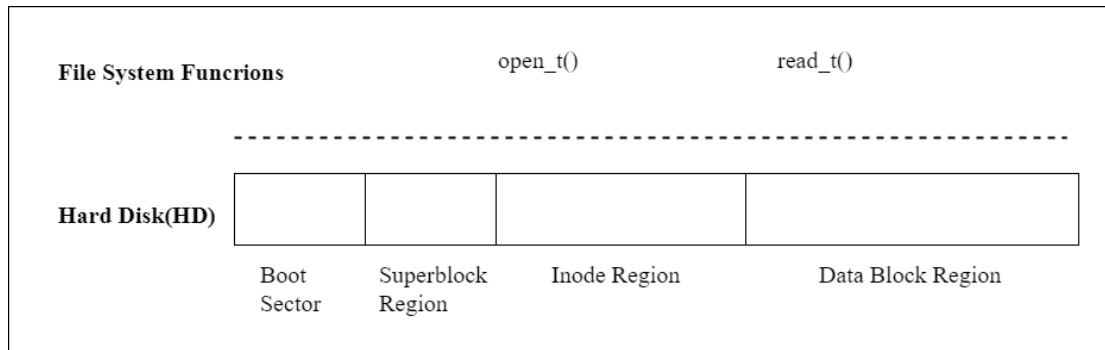 File System Funcrions
open_t()
read_t()
Hard Disk(HD)
Boot
Sector
Superblock
Region
Inode Region
Data Block Region